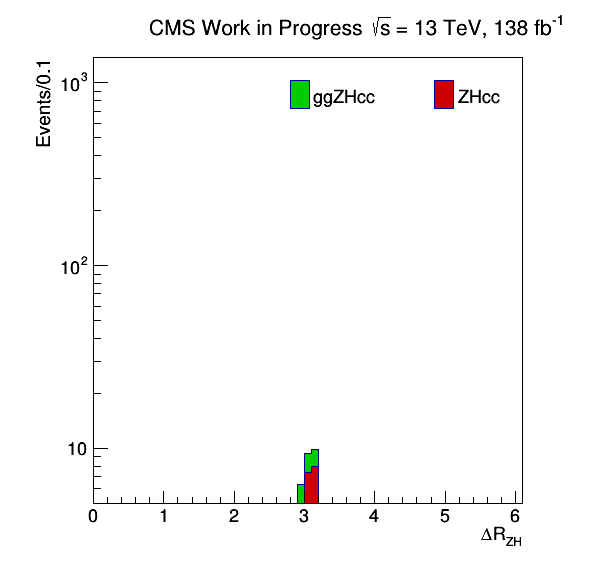 CMS Work in Progress √s = 13 TeV, 138 fb⁻¹
Events/0.1
ggZHcc ZHcc
10³
10²
10
0 1 2 3 4 5 6
ΔR_ZH